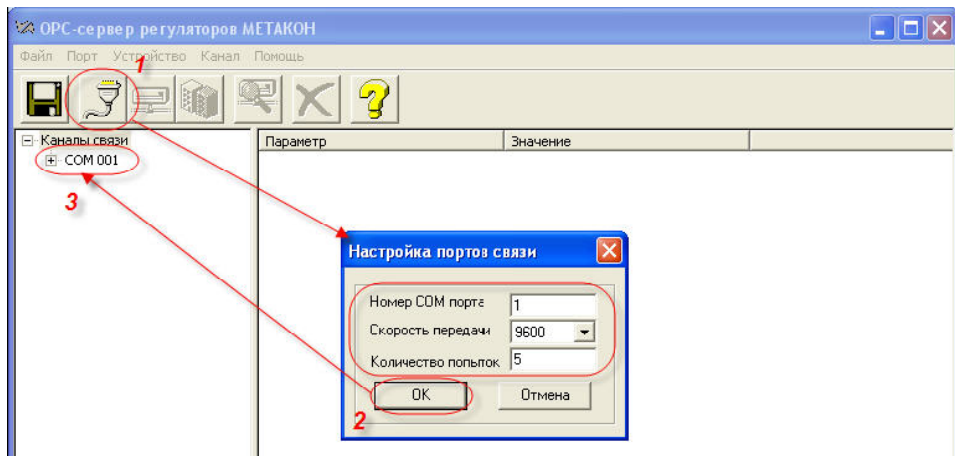 ОРС-сервер регуляторов МЕТАКОН
Файл Порт Устройство Канал Помощь
1
Каналы связи
COM 001
3
Параметр Значение
Настройка портов связи
Номер COM порта 1
Скорость передачи 9600
Количество попыток 5
OK Отмена
2